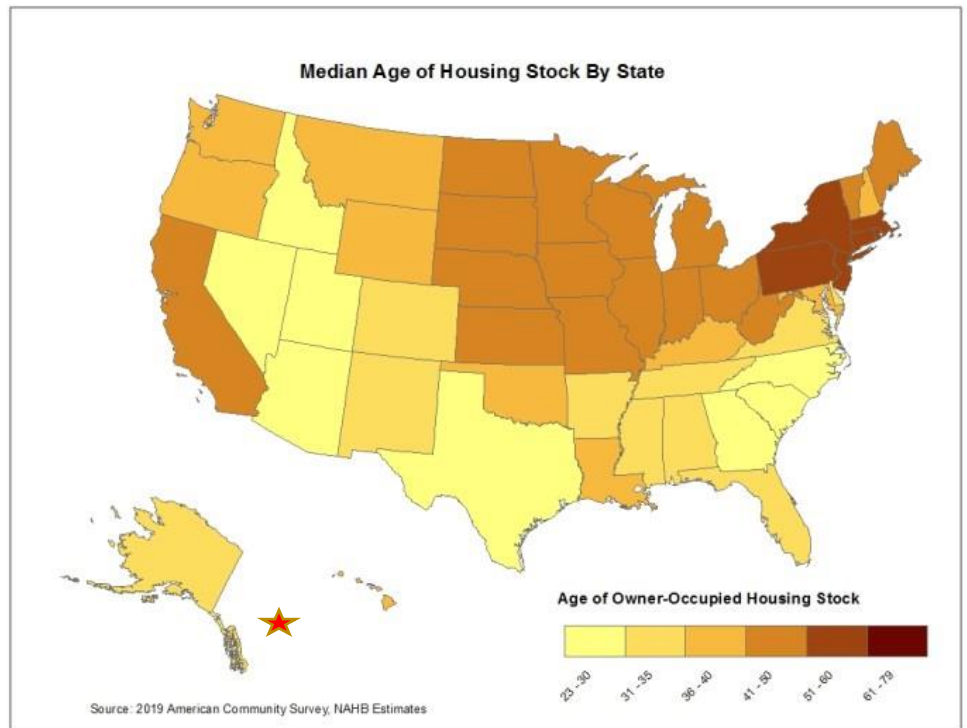 Median Age of Housing Stock By State
Age of Owner-Occupied Housing Stock
23 - 30
31 - 35
36 - 40
41 - 50
51 - 60
61 - 79
Source: 2019 American Community Survey, NAHB Estimates